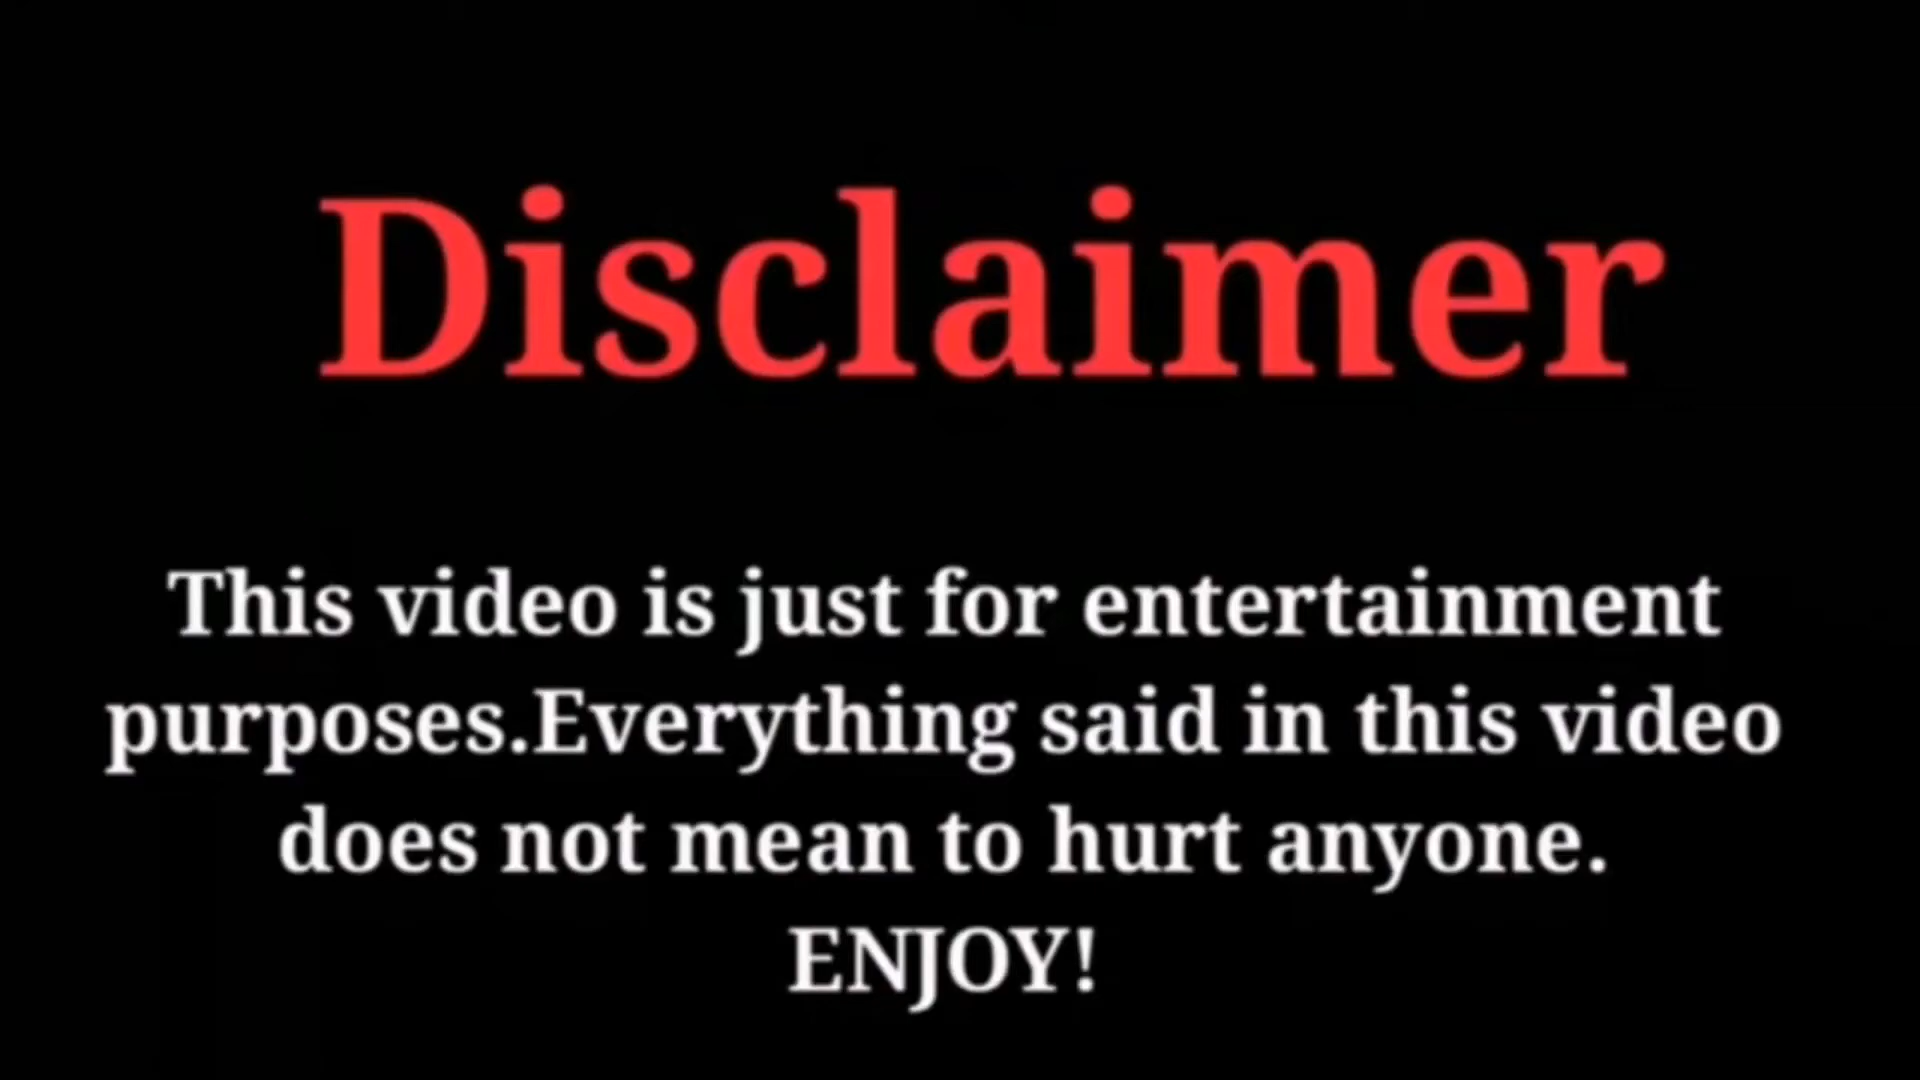 Disclaimer
This video is just for entertainment
purposes.Everything said in this video
does not mean to hurt anyone.
ENJOY!